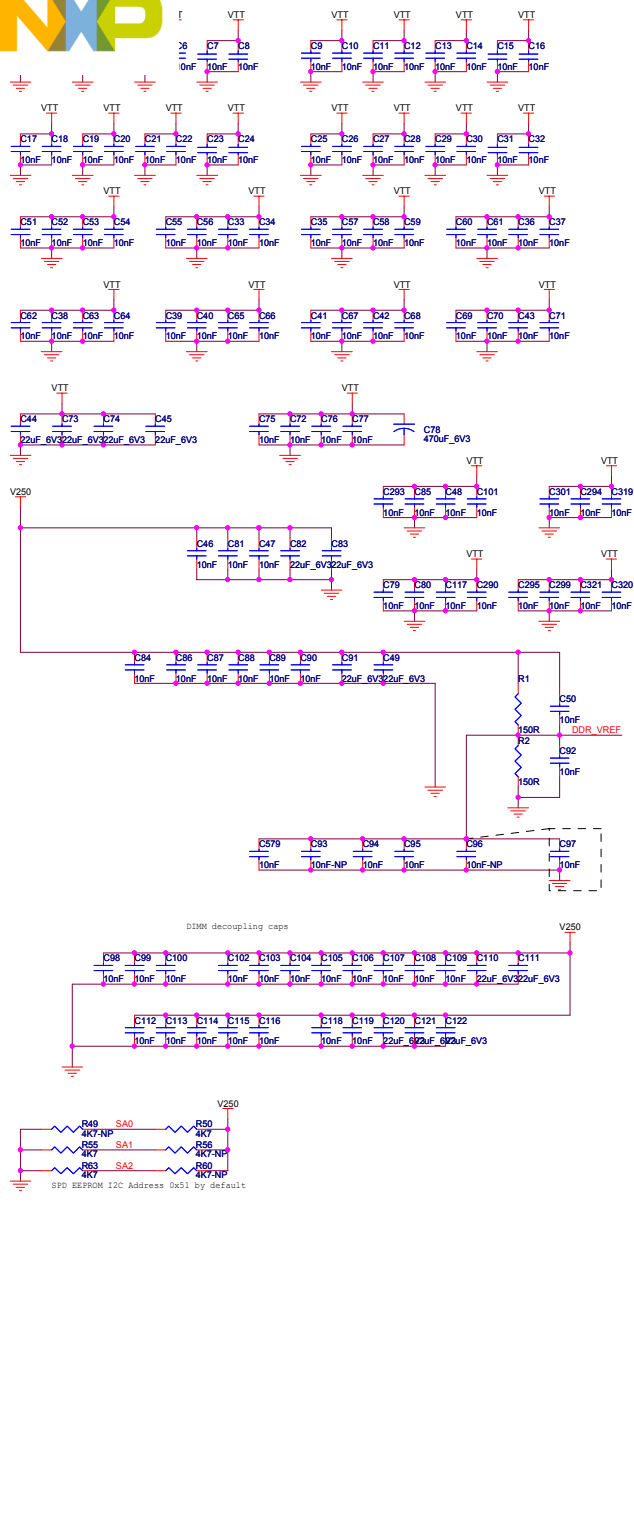 NXP
T VTT VTT VTT VTT VTT
C6 C7 C8 C9 C10 C11 C12 C13 C14 C15 C16
0nF 10nF 10nF 10nF 10nF 10nF 10nF 10nF 10nF 10nF 10nF
VTT VTT VTT VTT VTT VTT VTT
C17 C18 C19 C20 C21 C22 C23 C24 C25 C26 C27 C28 C29 C30 C31 C32
10nF 10nF 10nF 10nF 10nF 10nF 10nF 10nF 10nF 10nF 10nF 10nF 10nF 10nF 10nF 10nF
VTT VTT VTT VTT
C51 C52 C53 C54 C55 C56 C33 C34 C35 C57 C58 C59 C60 C61 C36 C37
10nF 10nF 10nF 10nF 10nF 10nF 10nF 10nF 10nF 10nF 10nF 10nF 10nF 10nF 10nF 10nF
VTT VTT VTT VTT
C62 C38 C63 C64 C39 C40 C65 C66 C41 C67 C42 C68 C69 C70 C43 C71
10nF 10nF 10nF 10nF 10nF 10nF 10nF 10nF 10nF 10nF 10nF 10nF 10nF 10nF 10nF 10nF
VTT VTT
C44 C73 C74 C45 C75 C72 C76 C77 C78
22uF_6V3 22uF_6V3 22uF_6V3 22uF_6V3 10nF 10nF 10nF 10nF 470uF_6V3
VTT VTT
V250 C293 C85 C48 C101 C301 C294 C319
10nF 10nF 10nF 10nF 10nF 10nF 10nF
C46 C81 C47 C82 C83
10nF 10nF 10nF 22uF_6V3 22uF_6V3
VTT VTT
C79 C80 C117 C290 C295 C299 C321 C320
10nF 10nF 10nF 10nF 10nF 10nF 10nF 10nF
C84 C86 C87 C88 C89 C90 C91 C49
10nF 10nF 10nF 10nF 10nF 10nF 22uF_6V3 22uF_6V3
R1
C50
10nF
150R DDR_VREF
R2
C92
10nF
150R
C579 C93 C94 C95 C96 C97
10nF 10nF-NP 10nF 10nF 10nF-NP 10nF
DIMM decoupling caps V250
C98 C99 C100 C102 C103 C104 C105 C106 C107 C108 C109 C110 C111
10nF 10nF 10nF 10nF 10nF 10nF 10nF 10nF 10nF 10nF 10nF 22uF_6V3 22uF_6V3
C112 C113 C114 C115 C116 C118 C119 C120 C121 C122
10nF 10nF 10nF 10nF 10nF 10nF 10nF 22uF_6V3 22uF_6V3 22uF_6V3
V250
R49 SA0 R50
4K7-NP 4K7
R55 SA1 R56
4K7 4K7-NP
R63 SA2 R60
4K7 4K7-NP
SPD EEPROM I2C Address 0x51 by default